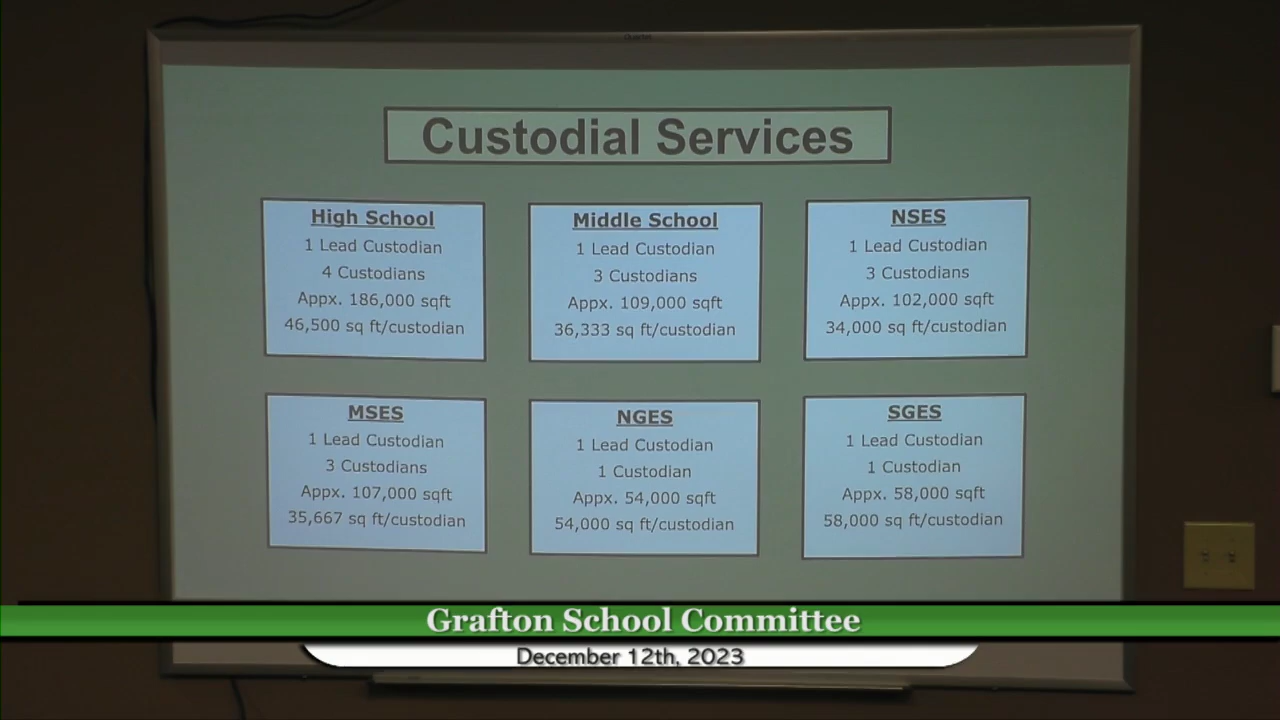 Custodial Services
High School
1 Lead Custodian
4 Custodians
Appx. 186,000 sqft
46,500 sq ft/custodian
Middle School
1 Lead Custodian
3 Custodians
Appx. 109,000 sqft
36,333 sq ft/custodian
NSES
1 Lead Custodian
3 Custodians
Appx. 102,000 sqft
34,000 sq ft/custodian
MSES
1 Lead Custodian
3 Custodians
Appx. 107,000 sqft
35,667 sq ft/custodian
NGES
1 Lead Custodian
1 Custodian
Appx. 54,000 sqft
54,000 sq ft/custodian
SGES
1 Lead Custodian
1 Custodian
Appx. 58,000 sqft
58,000 sq ft/custodian
Grafton School Committee
December 12th, 2023